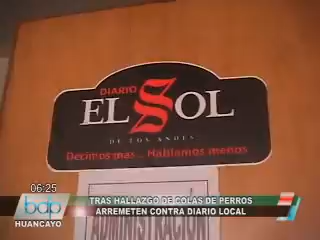 DIARIO
EL SOL
DE LOS ANDES
Decimos mas... Hablamos menos
ADMINISTRACIÓN
06:25
bdp
HUANCAYO
TRAS HALLAZGO DE COLAS DE PERROS
ARREMETEN CONTRA DIARIO LOCAL